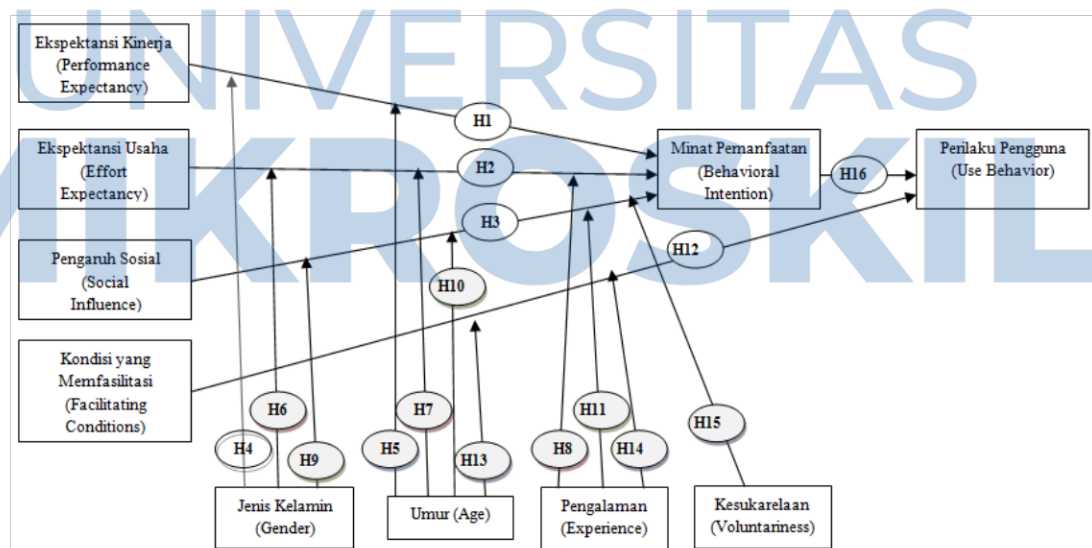 UNIVERSITAS
MIKROSKIL
Ekspektansi Kinerja
(Performance
Expectancy)
H1
Ekspektansi Usaha
(Effort
Expectancy)
H2
Minat Pemanfaatan
(Behavioral
Intention)
H16
Perilaku Pengguna
(Use Behavior)
H3
Pengaruh Sosial
(Social
Influence)
H12
H10
Kondisi yang
Memfasilitasi
(Facilitating
Conditions)
H6
H7
H11
H15
H4
H9
H5
H13
H8
H14
Jenis Kelamin
(Gender)
Umur (Age)
Pengalaman
(Experience)
Kesukarelaan
(Voluntariness)